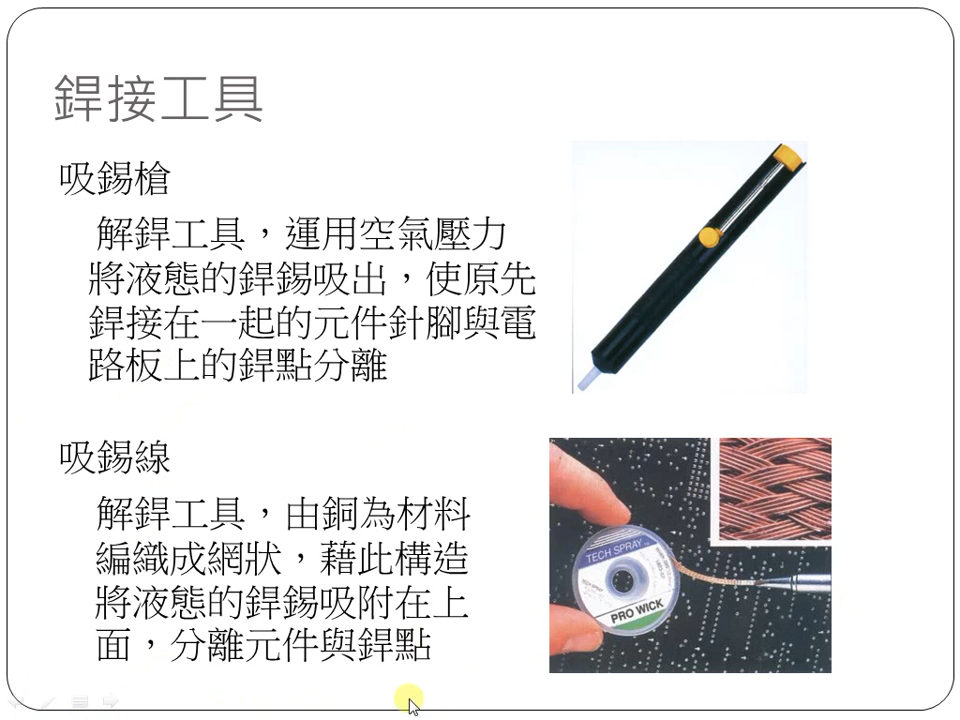 銲接工具
吸錫槍
解銲工具，運用空氣壓力
將液態的銲錫吸出，使原先
銲接在一起的元件針腳與電
路板上的銲點分離
吸錫線
解銲工具，由銅為材料
編織成網狀，藉此構造
將液態的銲錫吸附在上
面，分離元件與銲點
TECH SPRAY
PRO WICK